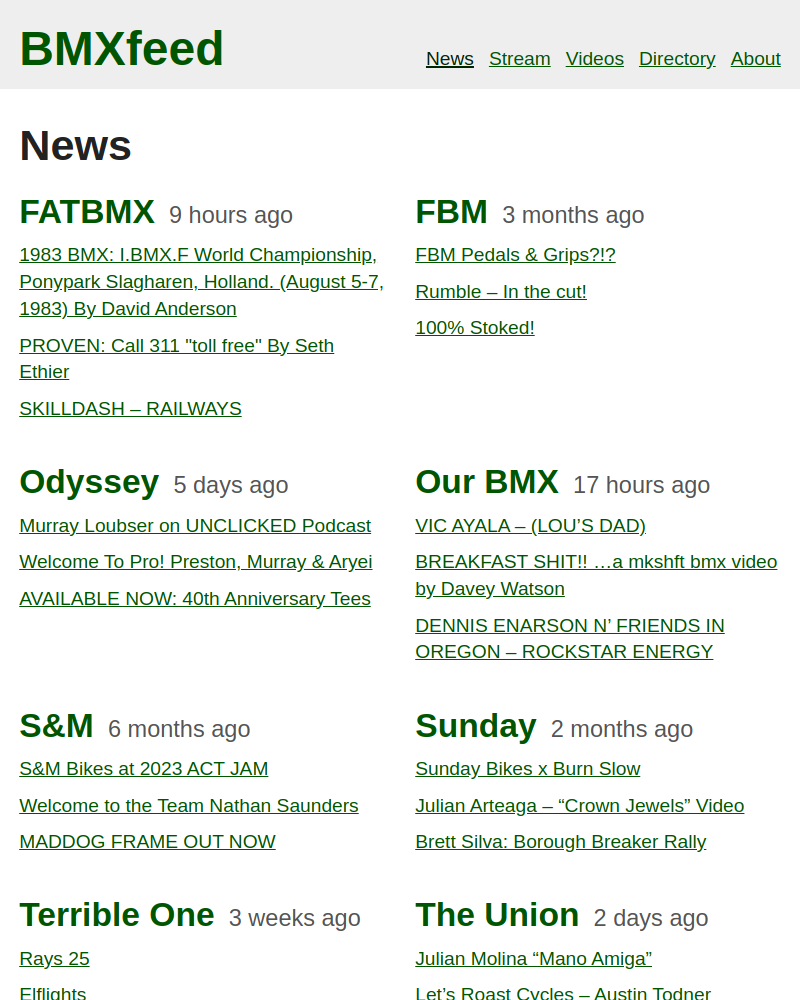 BMXfeed
News Stream Videos Directory About
News
FATBMX 9 hours ago
1983 BMX: I.BMX.F World Championship,
Ponypark Slagharen, Holland. (August 5-7,
1983) By David Anderson
PROVEN: Call 311 "toll free" By Seth
Ethier
SKILLDASH – RAILWAYS
FBM 3 months ago
FBM Pedals & Grips?!?
Rumble – In the cut!
100% Stoked!
Odyssey 5 days ago
Murray Loubser on UNCLICKED Podcast
Welcome To Pro! Preston, Murray & Aryei
AVAILABLE NOW: 40th Anniversary Tees
Our BMX 17 hours ago
VIC AYALA – (LOU’S DAD)
BREAKFAST SHIT!! …a mkshft bmx video
by Davey Watson
DENNIS ENARSON N’ FRIENDS IN
OREGON – ROCKSTAR ENERGY
S&M 6 months ago
S&M Bikes at 2023 ACT JAM
Welcome to the Team Nathan Saunders
MADDOG FRAME OUT NOW
Sunday 2 months ago
Sunday Bikes x Burn Slow
Julian Arteaga – “Crown Jewels” Video
Brett Silva: Borough Breaker Rally
Terrible One 3 weeks ago
Rays 25
Elflights
The Union 2 days ago
Julian Molina “Mano Amiga”
Let’s Roast Cycles – Austin Todner